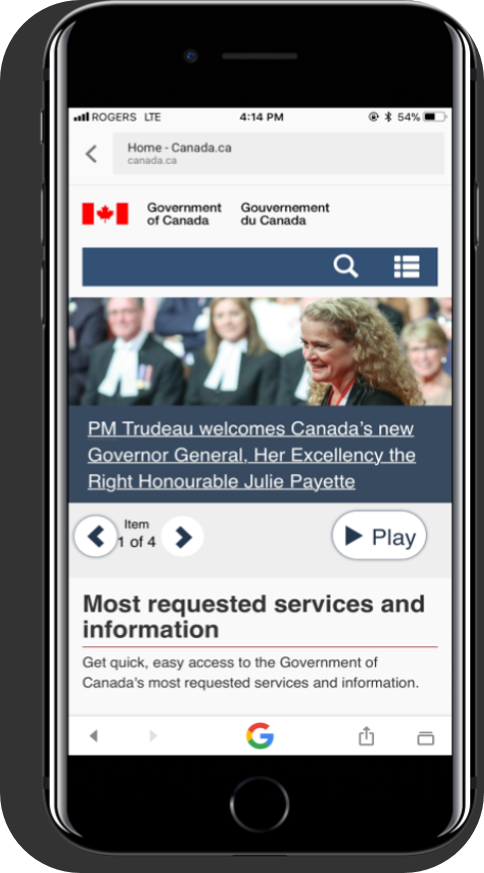 ROGERS LTE 4:14 PM 54%
Home - Canada.ca
canada.ca
Government Gouvernement
of Canada du Canada
PM Trudeau welcomes Canada's new
Governor General, Her Excellency the
Right Honourable Julie Payette
Item
1 of 4
Play
Most requested services and
information
Get quick, easy access to the Government of
Canada's most requested services and information.
G